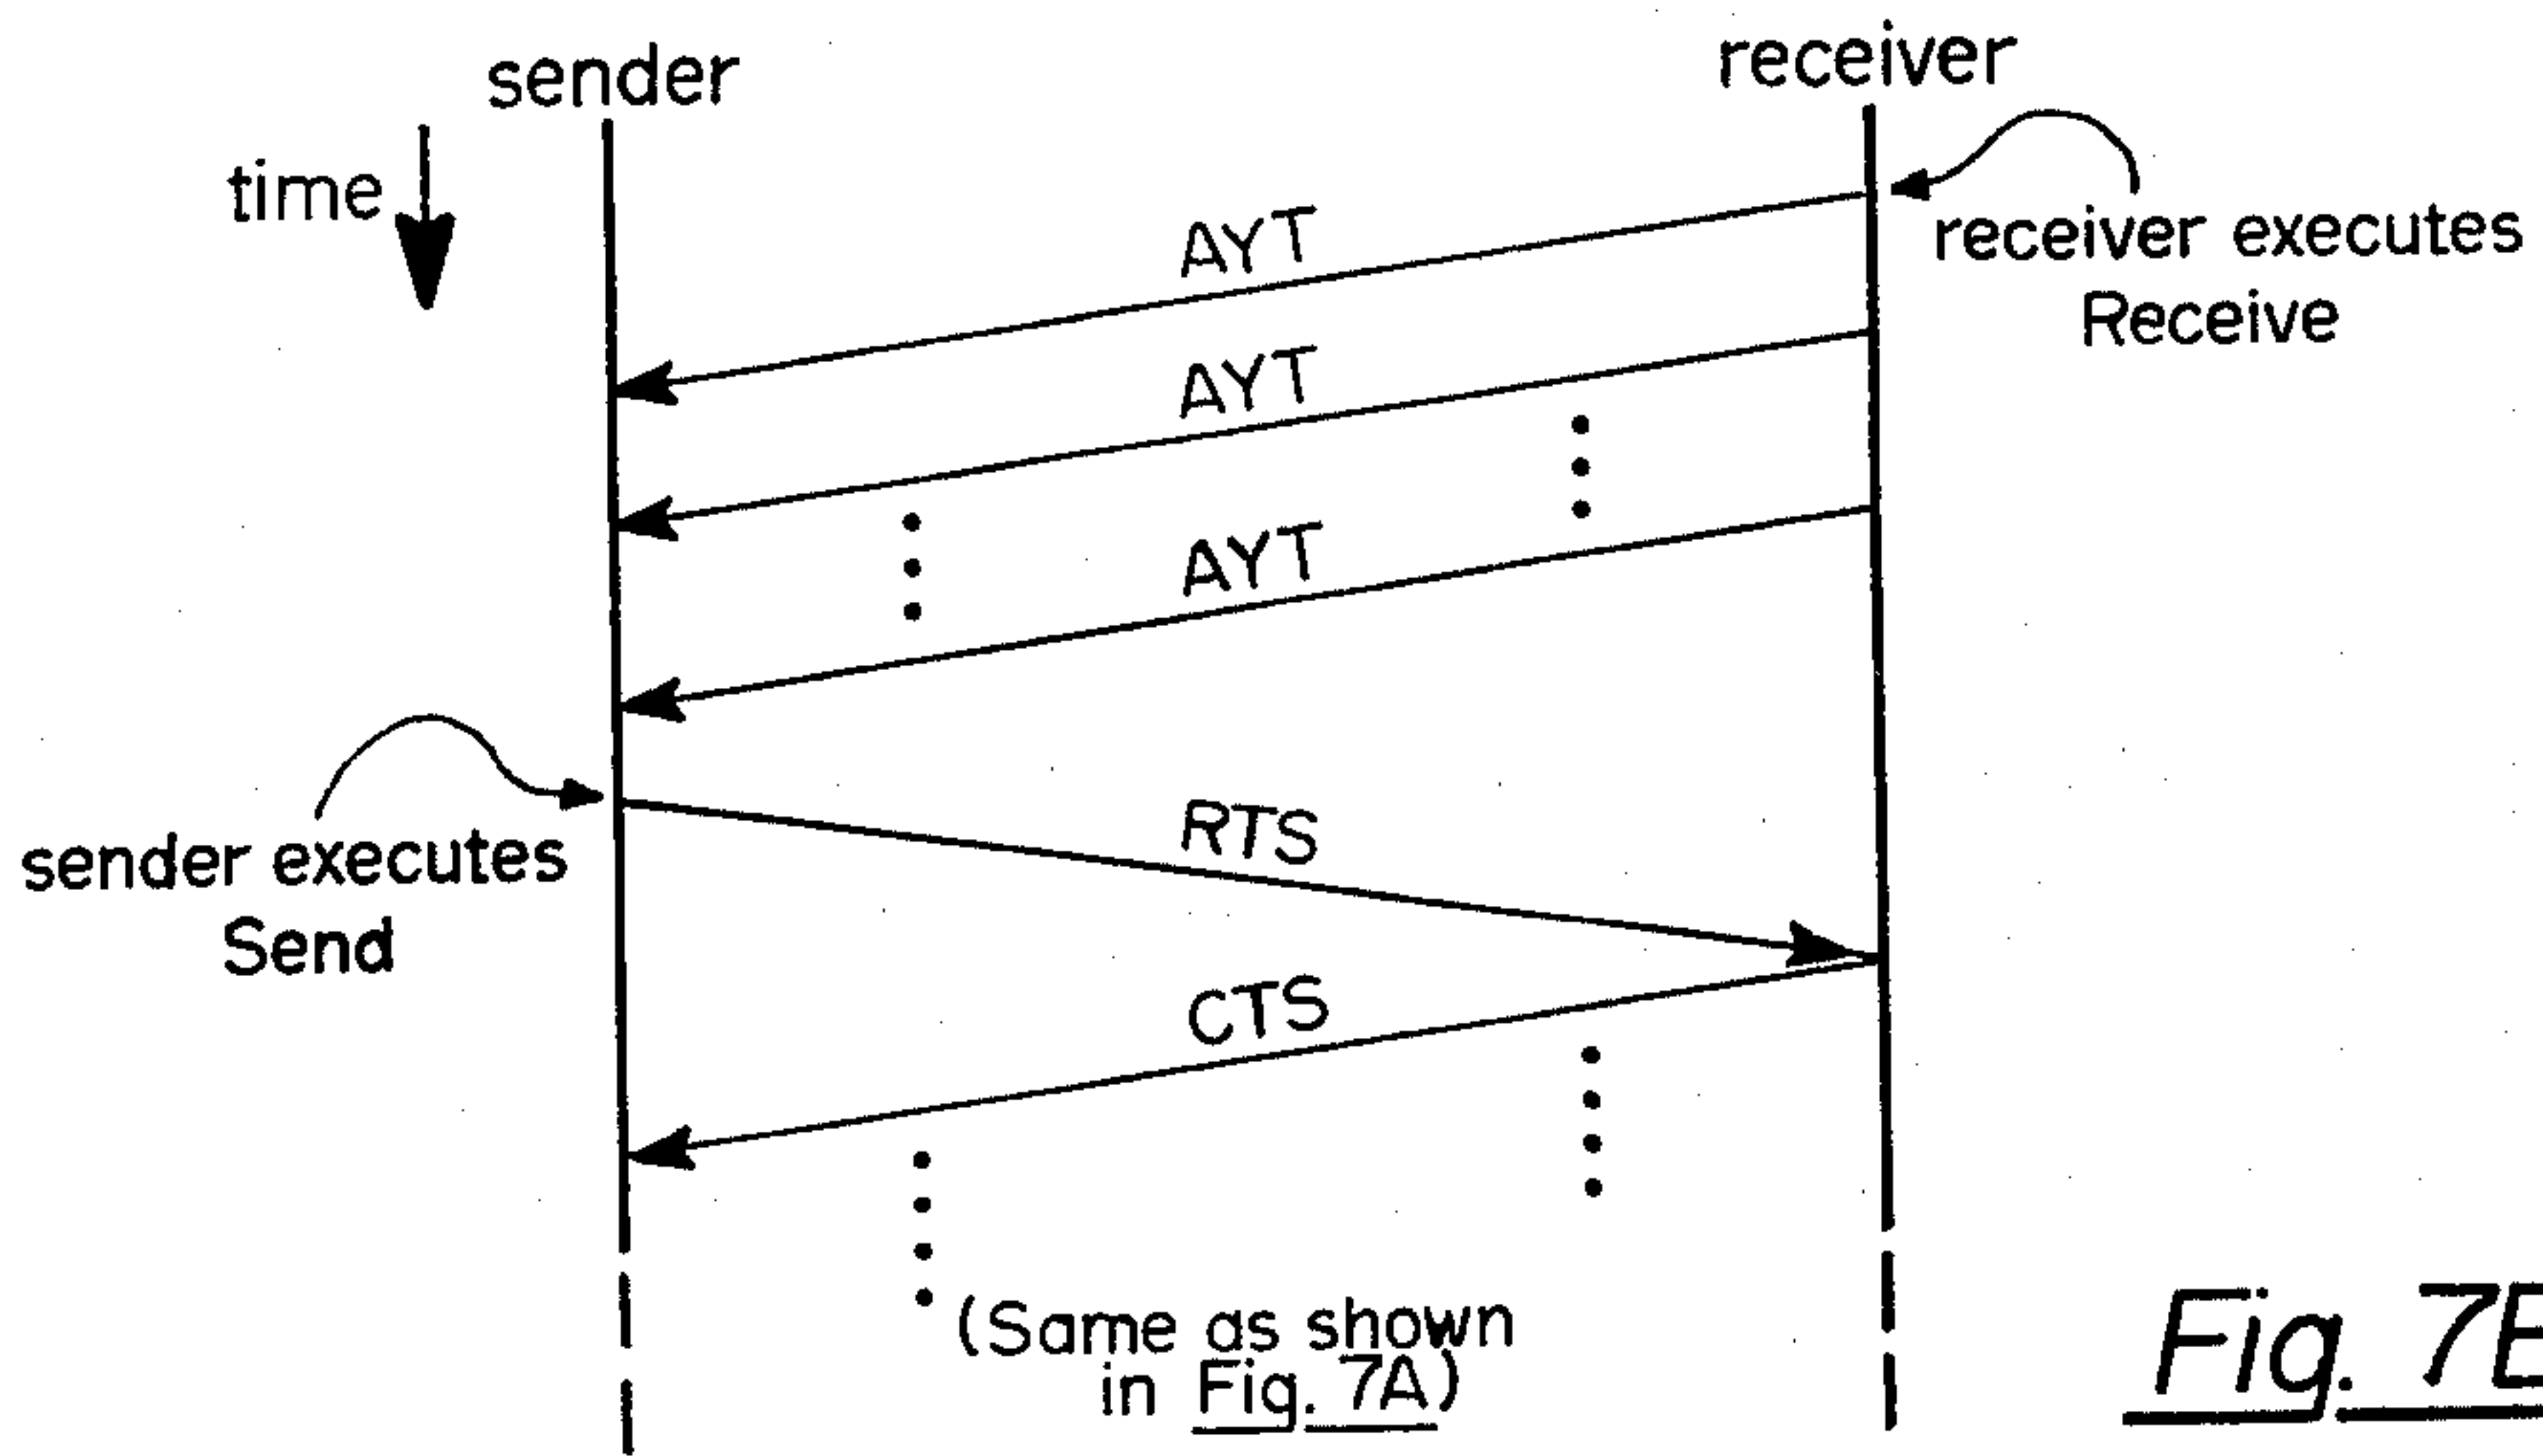 sender
receiver
time
AYT
receiver executes
Receive
AYT
AYT
sender executes
Send
RTS
CTS
(Same as shown
in Fig. 7A)
Fig.